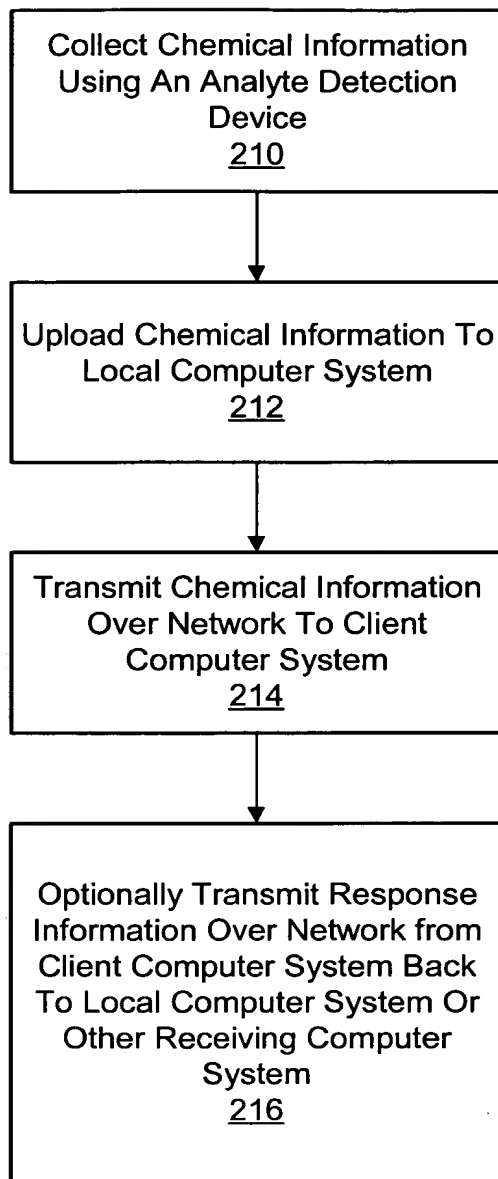 Collect Chemical Information
Using An Analyte Detection
Device
210
Upload Chemical Information To
Local Computer System
212
Transmit Chemical Information
Over Network To Client
Computer System
214
Optionally Transmit Response
Information Over Network from
Client Computer System Back
To Local Computer System Or
Other Receiving Computer
System
216